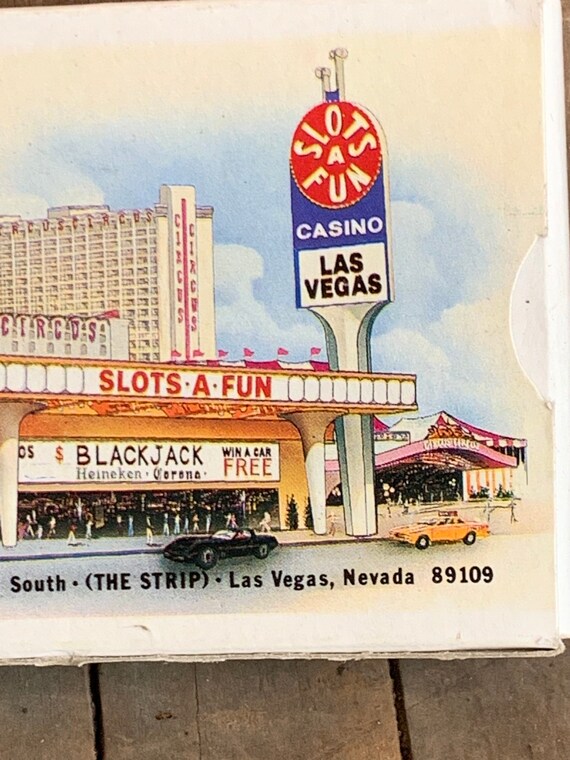 SLOTS
A
FUN
CASINO
LAS
VEGAS
CIRCUS CIRCUS
CIRCUS
CIRCUS
CIRCUS
SLOTS·A·FUN
OS $ BLACKJACK
Heineken · Corona ·
WIN A CAR
FREE
South · (THE STRIP) · Las Vegas, Nevada 89109